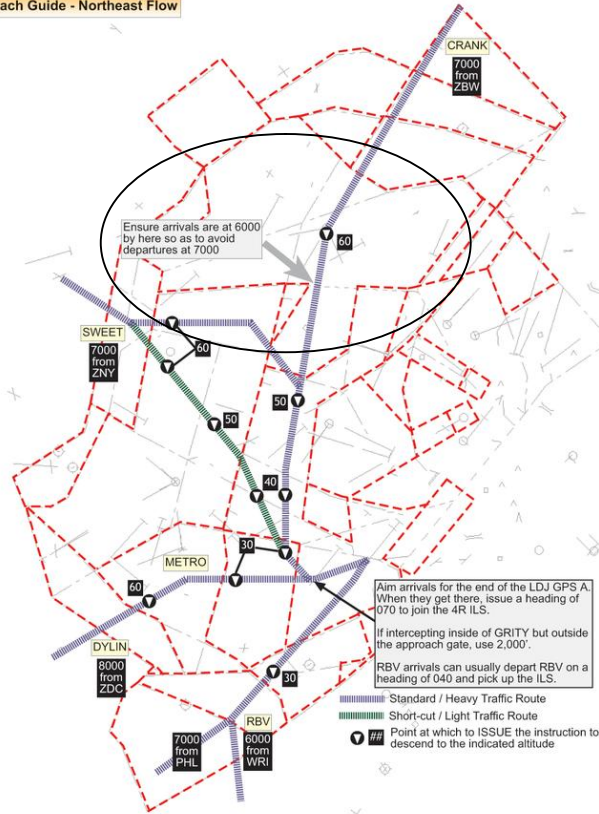 ach Guide - Northeast Flow
CRANK
7000
from
ZBW
Ensure arrivals are at 6000
by here so as to avoid
departures at 7000
60
SWEET
7000
from
ZNY
60
50
50
40
30
METRO
60
DYLIN
8000
from
ZDC
Aim arrivals for the end of the LDJ GPS A.
When they get there, issue a heading of
070 to join the 4R ILS.
If intercepting inside of GRITY but outside
the approach gate, use 2,000'.
RBV arrivals can usually depart RBV on a
heading of 040 and pick up the ILS.
30
RBV
7000
from
PHL
6000
from
WRI
Standard / Heavy Traffic Route
Short-cut / Light Traffic Route
## Point at which to ISSUE the instruction to
descend to the indicated altitude